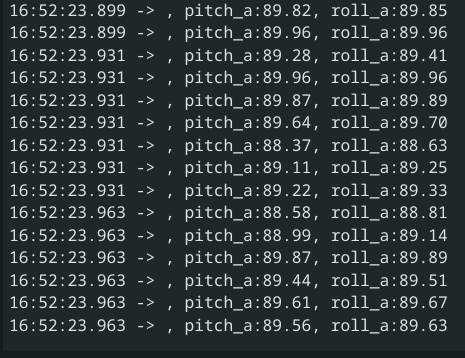 16:52:23.899 -> , pitch_a:89.82, roll_a:89.85
16:52:23.899 -> , pitch_a:89.96, roll_a:89.96
16:52:23.931 -> , pitch_a:89.28, roll_a:89.41
16:52:23.931 -> , pitch_a:89.96, roll_a:89.96
16:52:23.931 -> , pitch_a:89.87, roll_a:89.89
16:52:23.931 -> , pitch_a:89.64, roll_a:89.70
16:52:23.931 -> , pitch_a:88.37, roll_a:88.63
16:52:23.931 -> , pitch_a:89.11, roll_a:89.25
16:52:23.931 -> , pitch_a:89.22, roll_a:89.33
16:52:23.963 -> , pitch_a:88.58, roll_a:88.81
16:52:23.963 -> , pitch_a:88.99, roll_a:89.14
16:52:23.963 -> , pitch_a:89.87, roll_a:89.89
16:52:23.963 -> , pitch_a:89.44, roll_a:89.51
16:52:23.963 -> , pitch_a:89.61, roll_a:89.67
16:52:23.963 -> , pitch_a:89.56, roll_a:89.63